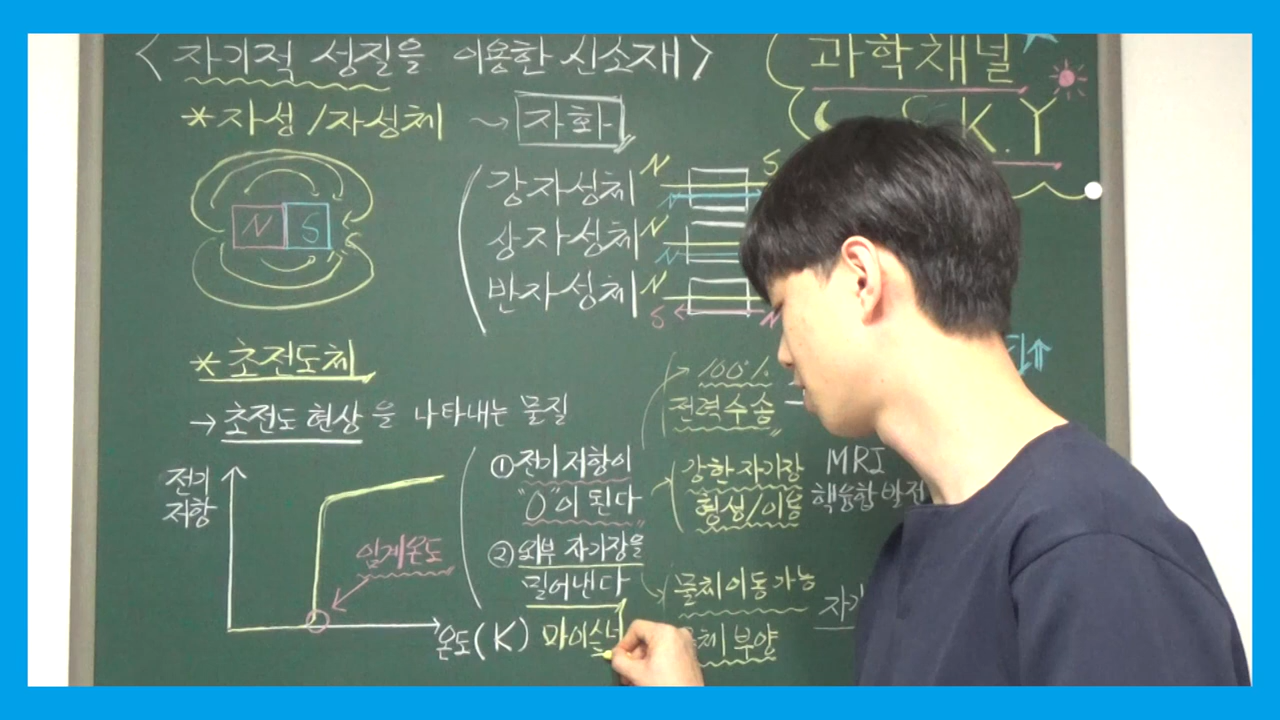 <자기적 성질을 이용한 신소재>
과학채널
S.K.Y
*자성/자성체 ~> 자화
N S
강자성체 N S
상자성체 N
N
반자성체 N
S N
*초전도체
→ 초전도 현상을 나타내는 물질
전기
저항
임계온도
온도(K)
① 전기저항이
"0"이 된다
② 외부 자기장을
밀어낸다
마이스너
100%
전력수송
강한 자기장
형성/이용
MRI
핵융합 발전
물체 이동 가능
물체 부양
자기